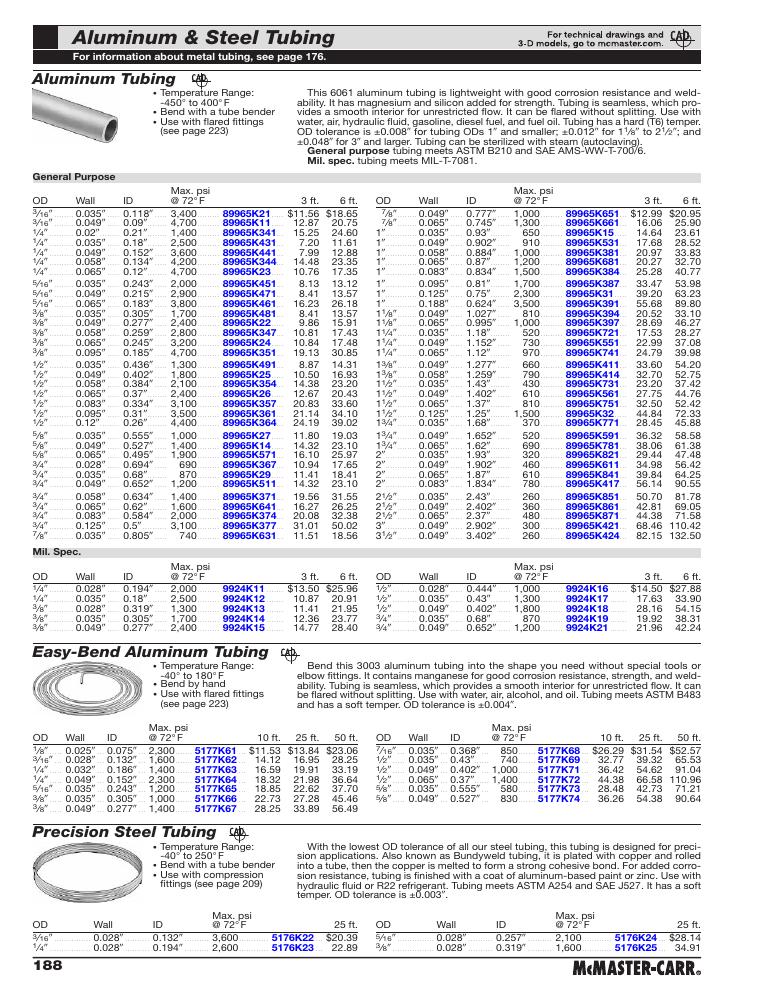 Aluminum & Steel Tubing
For technical drawings and
3-D models, go to mcmaster.com.
CAD
For information about metal tubing, see page 176.
Aluminum Tubing
CAD
• Temperature Range:
-450° to 400° F
• Bend with a tube bender
• Use with flared fittings
(see page 223)
This 6061 aluminum tubing is lightweight with good corrosion resistance and weld-
ability. It has magnesium and silicon added for strength. Tubing is seamless, which pro-
vides a smooth interior for unrestricted flow. It can be flared without splitting. Use with
water, air, hydraulic fluid, gasoline, diesel fuel, and fuel oil. Tubing has a hard (T6) temper.
OD tolerance is ±0.008" for tubing ODs 1" and smaller; ±0.012" for 1 1/8" to 2 1/2"; and
±0.048" for 3" and larger. Tubing can be sterilized with steam (autoclaving).
General purpose tubing meets ASTM B210 and SAE AMS-WW-T-700/6.
Mil. spec. tubing meets MIL-T-7081.
General Purpose
OD Wall ID Max. psi @ 72° F 3 ft. 6 ft.
3/16" 0.035" 0.118" 3,400 89965K21 $11.56 $18.65
3/16" 0.049" 0.09" 4,700 89965K11 12.87 20.75
1/4" 0.02" 0.21" 1,400 89965K341 15.25 24.60
1/4" 0.035" 0.18" 2,500 89965K431 7.20 11.61
1/4" 0.049" 0.152" 3,600 89965K441 7.99 12.88
1/4" 0.058" 0.134" 4,200 89965K344 14.48 23.35
1/4" 0.065" 0.12" 4,700 89965K23 10.76 17.35
5/16" 0.035" 0.243" 2,000 89965K451 8.13 13.12
5/16" 0.049" 0.215" 2,900 89965K471 8.41 13.57
5/16" 0.065" 0.183" 3,800 89965K461 16.23 26.18
3/8" 0.035" 0.305" 1,700 89965K481 8.41 13.57
3/8" 0.049" 0.277" 2,400 89965K22 9.86 15.91
3/8" 0.058" 0.259" 2,800 89965K347 10.81 17.43
3/8" 0.065" 0.245" 3,200 89965K24 10.84 17.48
3/8" 0.095" 0.185" 4,700 89965K351 19.13 30.85
1/2" 0.035" 0.436" 1,300 89965K491 8.87 14.31
1/2" 0.049" 0.402" 1,800 89965K25 10.50 16.93
1/2" 0.058" 0.384" 2,100 89965K354 14.38 23.20
1/2" 0.065" 0.37" 2,400 89965K26 12.67 20.43
1/2" 0.083" 0.334" 3,100 89965K357 20.83 33.60
1/2" 0.095" 0.31" 3,500 89965K361 21.14 34.10
1/2" 0.12" 0.26" 4,400 89965K364 24.19 39.02
5/8" 0.035" 0.555" 1,000 89965K27 11.80 19.03
5/8" 0.049" 0.527" 1,400 89965K14 14.32 23.10
5/8" 0.065" 0.495" 1,900 89965K571 16.10 25.97
3/4" 0.028" 0.694" 690 89965K367 10.94 17.65
3/4" 0.035" 0.68" 870 89965K29 11.41 18.41
3/4" 0.049" 0.652" 1,200 89965K511 14.32 23.10
3/4" 0.058" 0.634" 1,400 89965K371 19.56 31.55
3/4" 0.065" 0.62" 1,600 89965K641 16.27 26.25
3/4" 0.083" 0.584" 2,000 89965K374 20.08 32.38
3/4" 0.125" 0.5" 3,100 89965K377 31.01 50.02
7/8" 0.035" 0.805" 740 89965K631 11.51 18.56
OD Wall ID Max. psi @ 72° F 3 ft. 6 ft.
7/8" 0.049" 0.777" 1,000 89965K651 $12.99 $20.95
7/8" 0.065" 0.745" 1,300 89965K661 16.06 25.90
1" 0.035" 0.93" 650 89965K15 14.64 23.61
1" 0.049" 0.902" 910 89965K531 17.68 28.52
1" 0.058" 0.884" 1,000 89965K381 20.97 33.83
1" 0.065" 0.87" 1,200 89965K681 20.27 32.70
1" 0.083" 0.834" 1,500 89965K384 25.28 40.77
1" 0.095" 0.81" 1,700 89965K387 33.47 53.98
1" 0.125" 0.75" 2,300 89965K31 39.20 63.23
1" 0.188" 0.624" 3,500 89965K391 55.68 89.80
1 1/8" 0.049" 1.027" 810 89965K394 20.52 33.10
1 1/8" 0.065" 0.995" 1,000 89965K397 28.69 46.27
1 1/4" 0.035" 1.18" 520 89965K721 17.53 28.27
1 1/4" 0.049" 1.152" 730 89965K551 22.99 37.08
1 1/4" 0.065" 1.12" 970 89965K741 24.79 39.98
1 3/8" 0.049" 1.277" 660 89965K411 33.60 54.20
1 3/8" 0.058" 1.259" 790 89965K414 32.70 52.75
1 1/2" 0.035" 1.43" 430 89965K731 23.20 37.42
1 1/2" 0.049" 1.402" 610 89965K561 27.75 44.76
1 1/2" 0.065" 1.37" 810 89965K751 32.50 52.42
1 1/2" 0.125" 1.25" 1,500 89965K32 44.84 72.33
1 3/4" 0.035" 1.68" 370 89965K771 28.45 45.88
1 3/4" 0.049" 1.652" 520 89965K591 36.32 58.58
1 3/4" 0.065" 1.62" 690 89965K781 38.06 61.38
2" 0.035" 1.93" 320 89965K821 29.44 47.48
2" 0.049" 1.902" 460 89965K611 34.98 56.42
2" 0.065" 1.87" 610 89965K841 39.84 64.25
2" 0.083" 1.834" 780 89965K417 56.14 90.55
2 1/2" 0.035" 2.43" 260 89965K851 50.70 81.78
2 1/2" 0.049" 2.402" 360 89965K861 42.81 69.05
2 1/2" 0.065" 2.37" 480 89965K871 44.38 71.58
3" 0.049" 2.902" 300 89965K421 68.46 110.42
3 1/2" 0.049" 3.402" 260 89965K424 82.15 132.50
Mil. Spec.
OD Wall ID Max. psi @ 72° F 3 ft. 6 ft.
1/4" 0.028" 0.194" 2,000 9924K11 $13.50 $25.96
1/4" 0.035" 0.18" 2,500 9924K12 10.87 20.91
3/8" 0.028" 0.319" 1,300 9924K13 11.41 21.95
3/8" 0.035" 0.305" 1,700 9924K14 12.36 23.77
3/8" 0.049" 0.277" 2,400 9924K15 14.77 28.40
OD Wall ID Max. psi @ 72° F 3 ft. 6 ft.
1/2" 0.028" 0.444" 1,000 9924K16 $14.50 $27.88
1/2" 0.035" 0.43" 1,300 9924K17 17.63 33.90
1/2" 0.049" 0.402" 1,800 9924K18 28.16 54.15
3/4" 0.035" 0.68" 870 9924K19 19.92 38.31
3/4" 0.049" 0.652" 1,200 9924K21 21.96 42.24
Easy-Bend Aluminum Tubing
CAD
• Temperature Range:
-40° to 180° F
• Bend by hand
• Use with flared fittings
(see page 223)
Bend this 3003 aluminum tubing into the shape you need without special tools or
elbow fittings. It contains manganese for good corrosion resistance, strength, and weld-
ability. Tubing is seamless, which provides a smooth interior for unrestricted flow. It can
be flared without splitting. Use with water, air, alcohol, and oil. Tubing meets ASTM B483
and has a soft temper. OD tolerance is ±0.004".
OD Wall ID Max. psi @ 72° F 10 ft. 25 ft. 50 ft.
1/8" 0.025" 0.075" 2,300 5177K61 $11.53 $13.84 $23.06
3/16" 0.028" 0.132" 1,600 5177K62 14.12 16.95 28.25
1/4" 0.032" 0.186" 1,400 5177K63 16.59 19.91 33.19
1/4" 0.049" 0.152" 2,300 5177K64 18.32 21.98 36.64
5/16" 0.035" 0.243" 1,200 5177K65 18.85 22.62 37.70
3/8" 0.035" 0.305" 1,000 5177K66 22.73 27.28 45.46
3/8" 0.049" 0.277" 1,400 5177K67 28.25 33.89 56.49
OD Wall ID Max. psi @ 72° F 10 ft. 25 ft. 50 ft.
7/16" 0.035" 0.368" 850 5177K68 $26.29 $31.54 $52.57
1/2" 0.035" 0.43" 740 5177K69 32.77 39.32 65.53
1/2" 0.049" 0.402" 1,000 5177K71 36.42 54.62 91.04
1/2" 0.065" 0.37" 1,400 5177K72 44.38 66.58 110.96
5/8" 0.035" 0.555" 580 5177K73 28.48 42.73 71.21
5/8" 0.049" 0.527" 830 5177K74 36.26 54.38 90.64
Precision Steel Tubing
CAD
• Temperature Range:
-40° to 250° F
• Bend with a tube bender
• Use with compression
fittings (see page 209)
With the lowest OD tolerance of all our steel tubing, this tubing is designed for preci-
sion applications. Also known as Bundyweld tubing, it is plated with copper and rolled
into a tube, then the copper is melted to form a strong cohesive bond. For added corro-
sion resistance, tubing is finished with a coat of aluminum-based paint or zinc. Use with
hydraulic fluid or R22 refrigerant. Tubing meets ASTM A254 and SAE J527. It has a soft
temper. OD tolerance is ±0.003".
OD Wall ID Max. psi @ 72° F 25 ft.
3/16" 0.028" 0.132" 3,600 5176K22 $20.39
1/4" 0.028" 0.194" 2,600 5176K23 22.89
OD Wall ID Max. psi @ 72° F 25 ft.
5/16" 0.028" 0.257" 2,100 5176K24 $28.14
3/8" 0.028" 0.319" 1,600 5176K25 34.91
188
McMASTER-CARR®